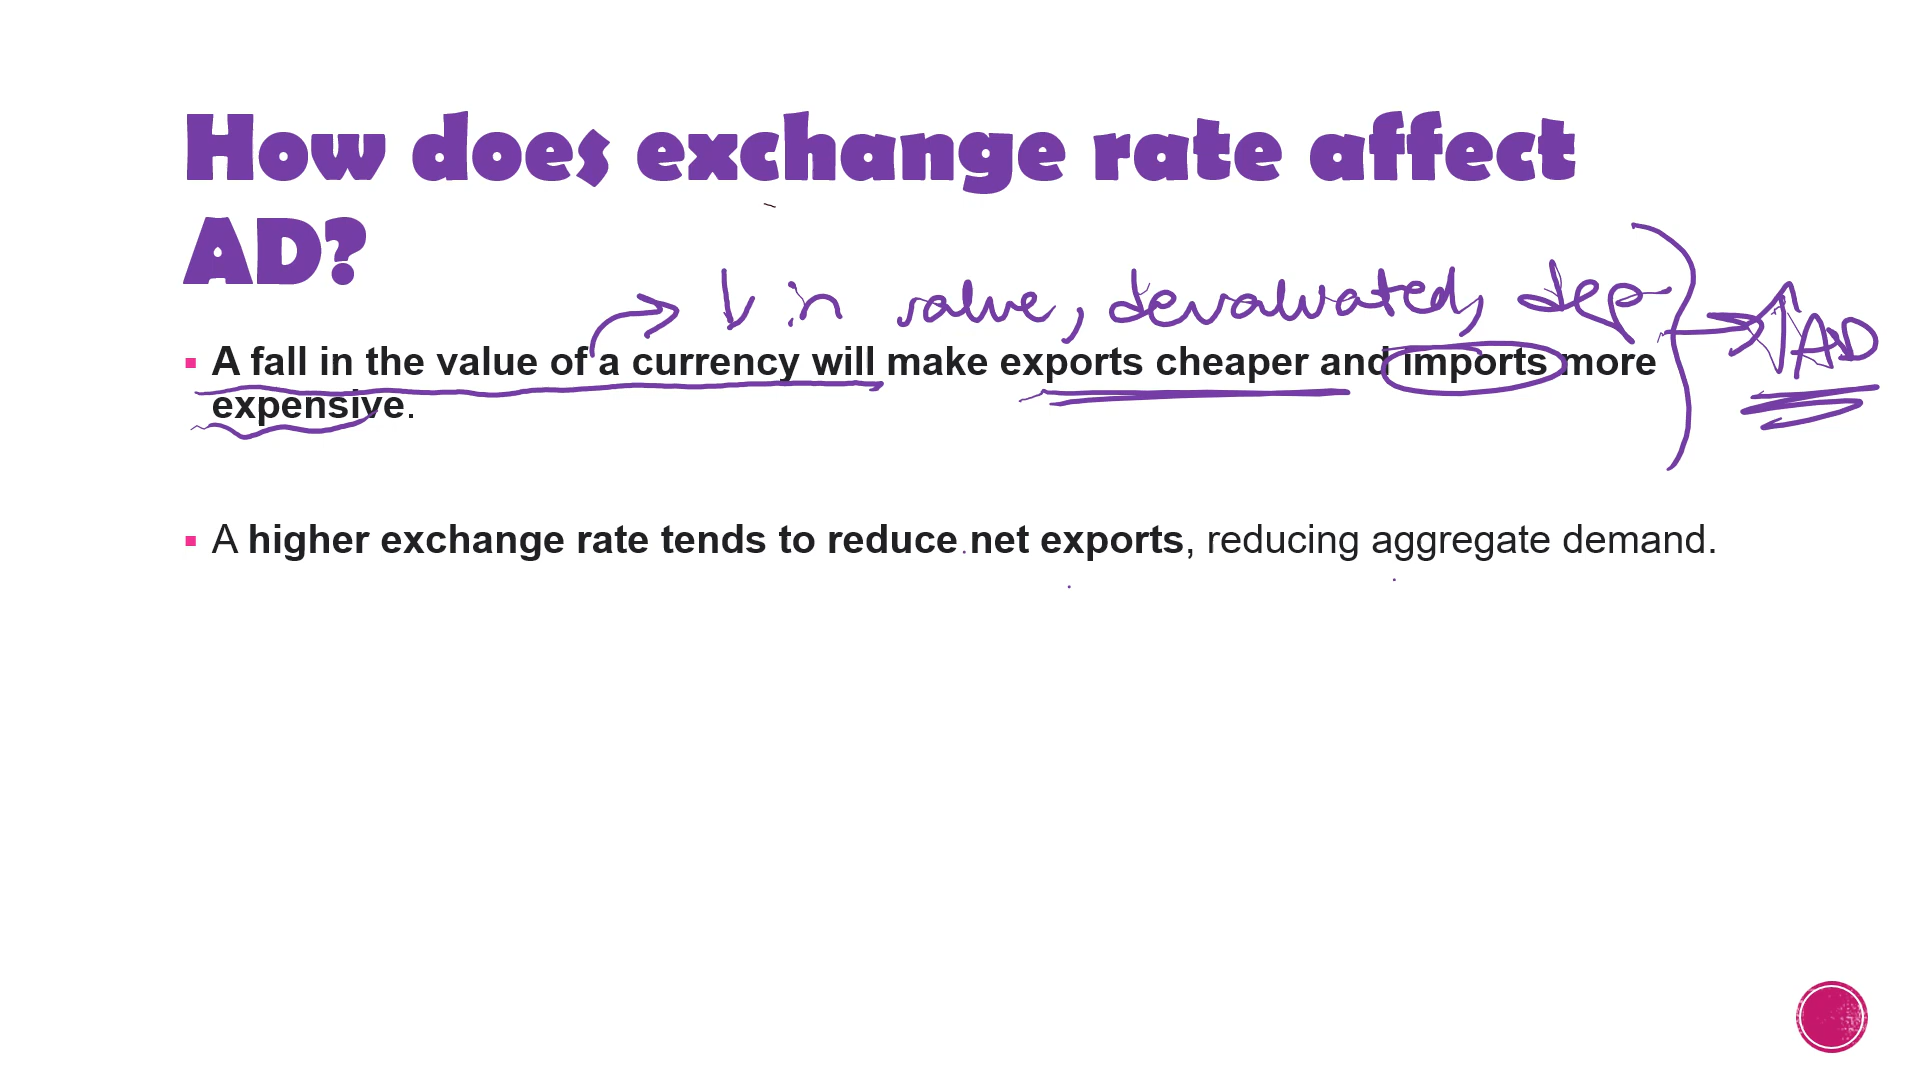 How does exchange rate affect
AD?
↓ in value, devaluated, dep
A fall in the value of a currency will make exports cheaper and imports more
expensive.
↑AD
A higher exchange rate tends to reduce net exports, reducing aggregate demand.